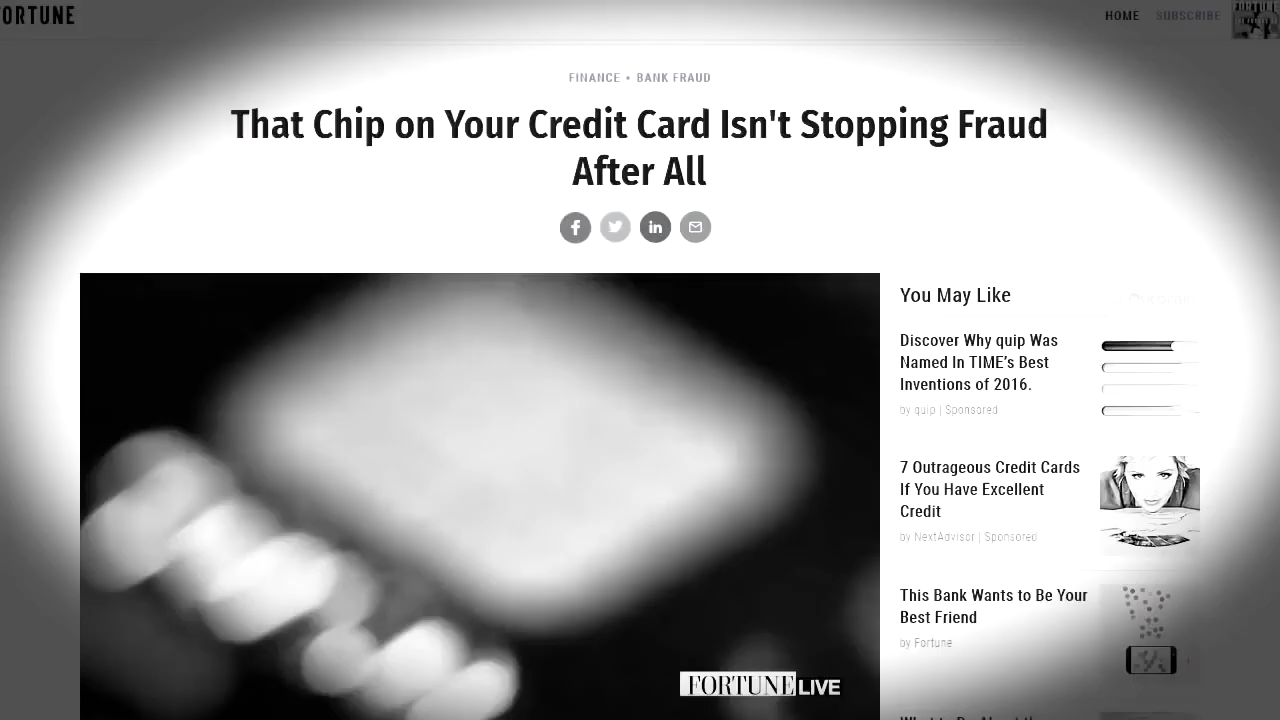 FORTUNE
HOME SUBSCRIBE
FORTUNE
FINANCE • BANK FRAUD
That Chip on Your Credit Card Isn't Stopping Fraud
After All
You May Like
Discover Why quip Was
Named In TIME's Best
Inventions of 2016.
by quip | Sponsored
7 Outrageous Credit Cards
If You Have Excellent
Credit
by NextAdvisor | Sponsored
This Bank Wants to Be Your
Best Friend
by Fortune
FORTUNE LIVE